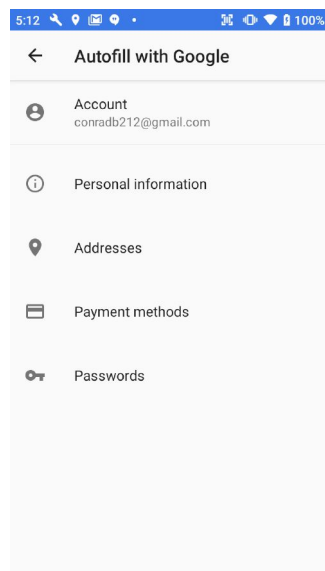 5:12 100%
Autofill with Google
Account
conradb212@gmail.com
Personal information
Addresses
Payment methods
Passwords